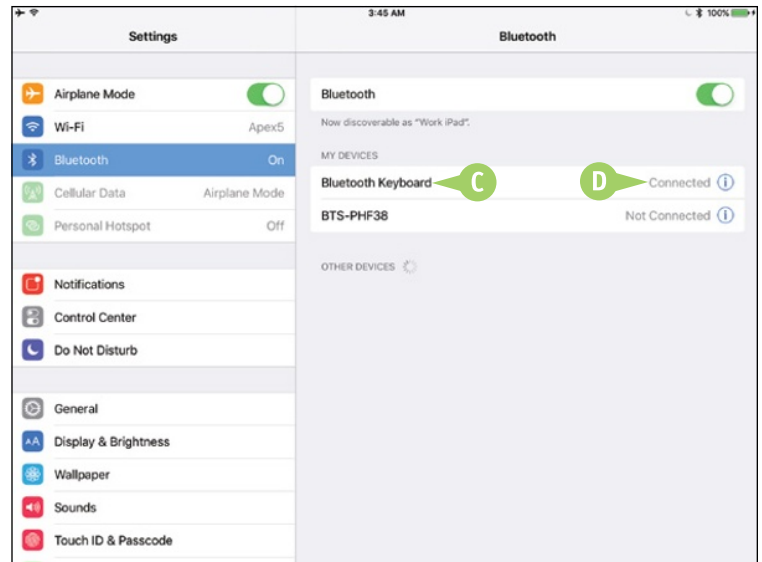 3:45 AM
100%
Settings
Bluetooth
Airplane Mode
Wi-Fi Apex5
Bluetooth On
Cellular Data Airplane Mode
Personal Hotspot Off
Notifications
Control Center
Do Not Disturb
General
Display & Brightness
Wallpaper
Sounds
Touch ID & Passcode
Bluetooth
Now discoverable as "Work iPad".
MY DEVICES
Bluetooth Keyboard C D Connected
BTS-PHF38 Not Connected
OTHER DEVICES